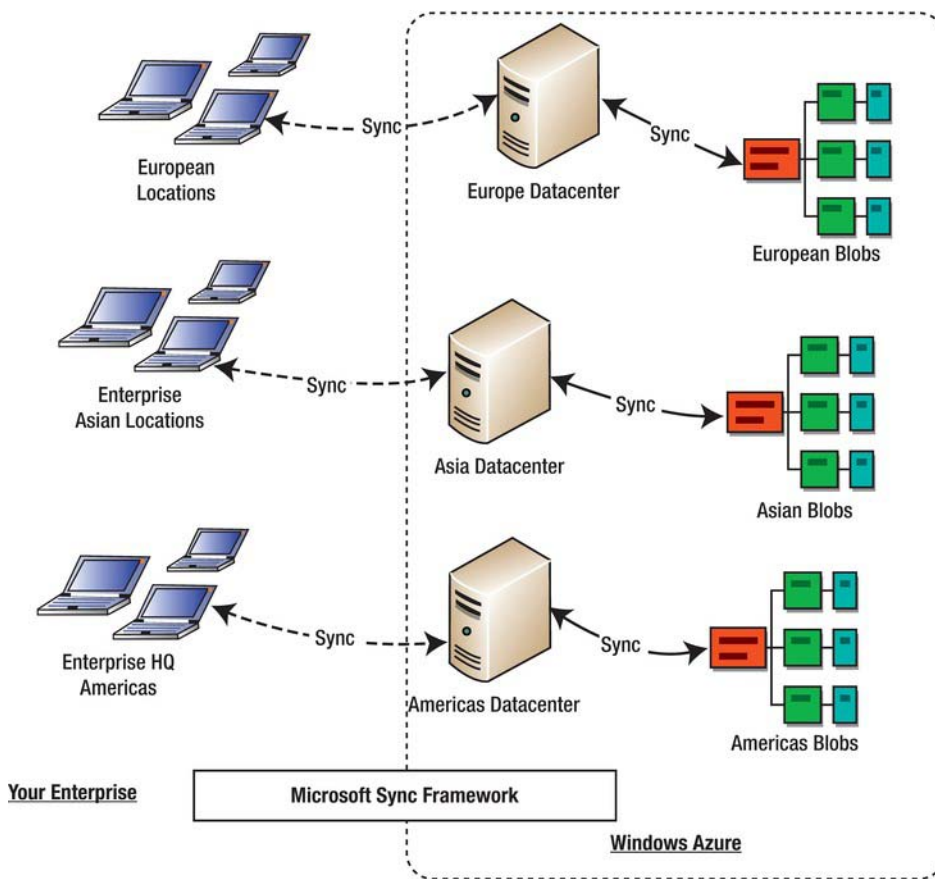 Sync
Sync
European
Locations
Europe Datacenter
European Blobs
Sync
Sync
Enterprise
Asian Locations
Asia Datacenter
Asian Blobs
Sync
Sync
Enterprise HQ
Americas
Americas Datacenter
Americas Blobs
Your Enterprise
Microsoft Sync Framework
Windows Azure